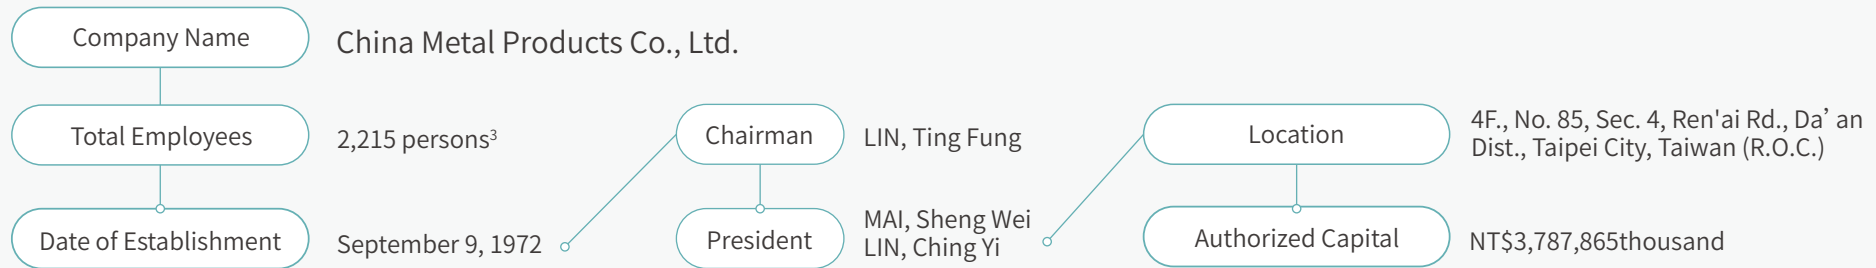 Company Name
China Metal Products Co., Ltd.
Total Employees
2,215 persons³
Date of Establishment
September 9, 1972
Chairman
LIN, Ting Fung
President
MAI, Sheng Wei
LIN, Ching Yi
Location
4F., No. 85, Sec. 4, Ren'ai Rd., Da’ an
Dist., Taipei City, Taiwan (R.O.C.)
Authorized Capital
NT$3,787,865thousand